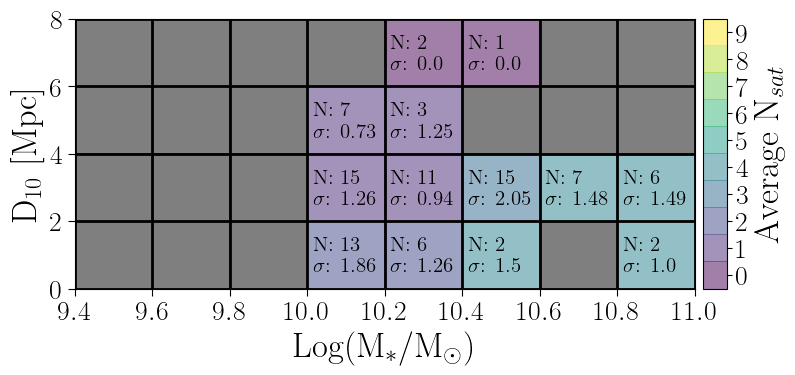 8
N: 2
σ: 0.0
N: 1
σ: 0.0
6
N: 7
σ: 0.73
N: 3
σ: 1.25
4
N: 15
σ: 1.26
N: 11
σ: 0.94
N: 15
σ: 2.05
N: 7
σ: 1.48
N: 6
σ: 1.49
2
N: 13
σ: 1.86
N: 6
σ: 1.26
N: 2
σ: 1.5
N: 2
σ: 1.0
0
D₁₀ [Mpc]
9.4 9.6 9.8 10.0 10.2 10.4 10.6 10.8 11.0
Log(M*/M⊙)
9
8
7
6
5
4
3
2
1
0
Average N_sat